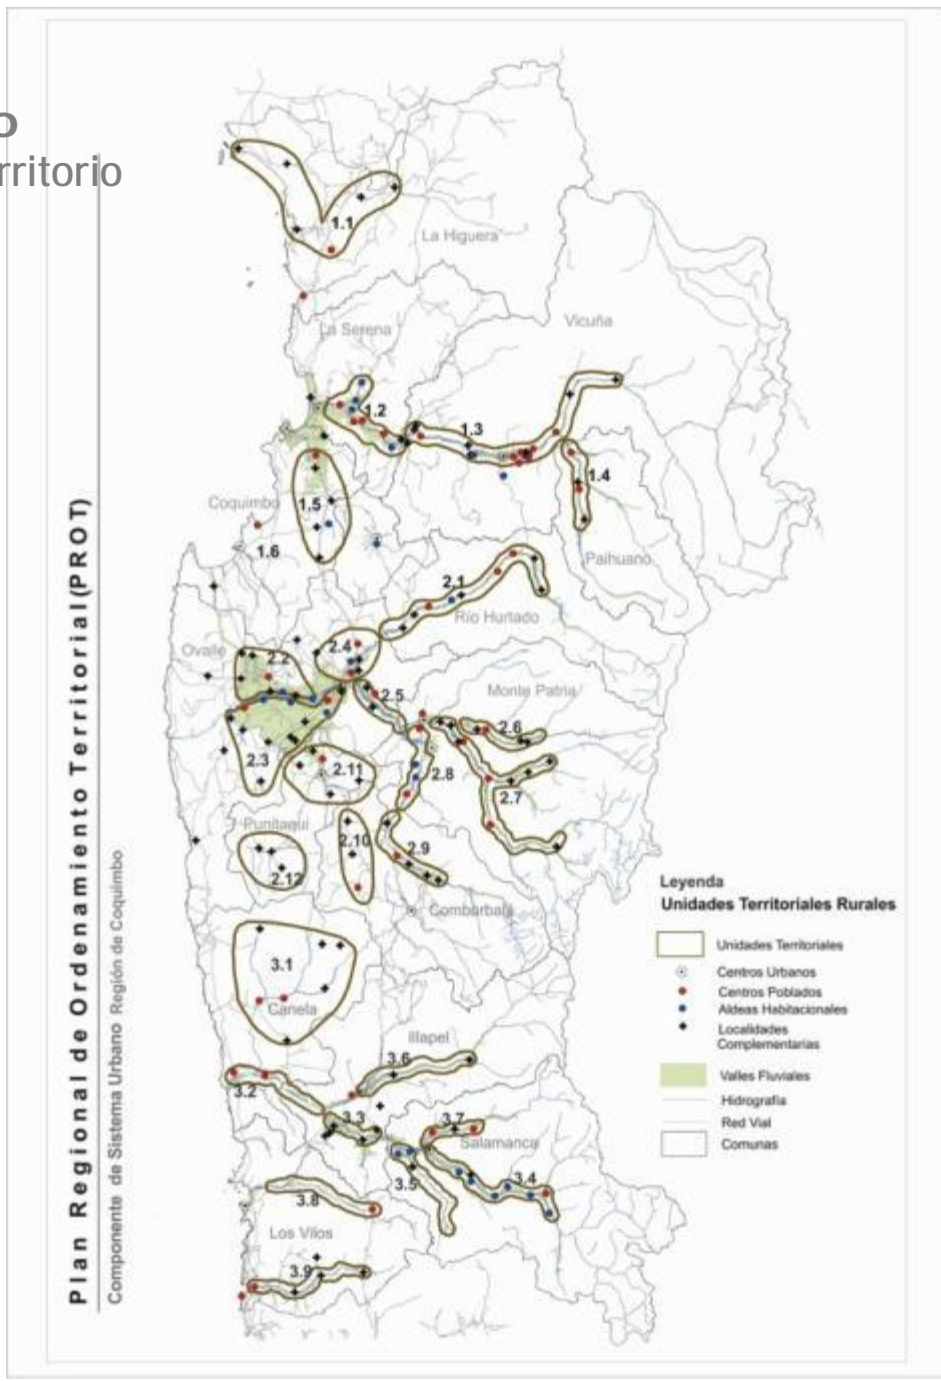 o
rritorio
Plan Regional de Ordenamiento Territorial (PROT)
Componente de Sistema Urbano Región de Coquimbo
1.1
La Higuera
La Serena
Vicuña
1.2
1.3
1.4
Coquimbo
1.5
1.6
Paihuano
2.1
Río Hurtado
Ovalle
2.2
2.4
2.5
Monte Patria
2.6
2.3
2.11
2.8
2.7
Punitaqui
2.10
2.9
2.12
Combarbalá
3.1
Canela
Illapel
3.6
3.2
3.3
3.7
Salamanca
3.5
3.4
3.8
Los Vilos
3.9
Leyenda
Unidades Territoriales Rurales
Unidades Territoriales
Centros Urbanos
Centros Poblados
Aldeas Habitacionales
Localidades
Complementarias
Valles Fluviales
Hidrografía
Red Vial
Comunas